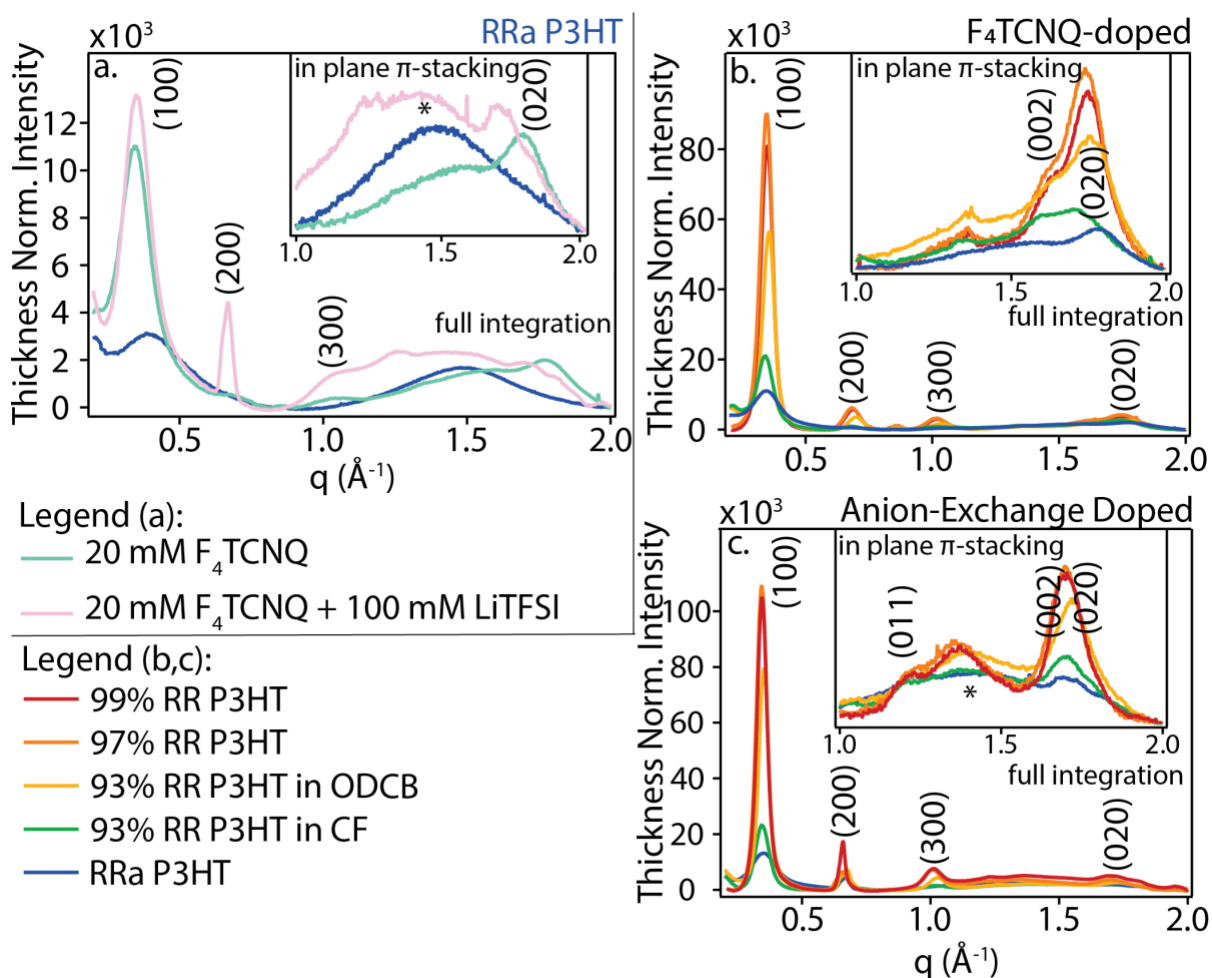 x10³ RRa P3HT
a.
(100)
in plane π-stacking
*
(020)
(200)
(300)
full integration
Thickness Norm. Intensity
12
10
8
6
4
2
0
1.0 1.5 2.0
0.5 1.0 1.5 2.0
q (Å⁻¹)
Legend (a):
20 mM F₄TCNQ
20 mM F₄TCNQ + 100 mM LiTFSI
Legend (b,c):
99% RR P3HT
97% RR P3HT
93% RR P3HT in ODCB
93% RR P3HT in CF
RRa P3HT
x10³ F₄TCNQ-doped
b.
(100)
in plane π-stacking
(002)
(020)
1.0 1.5 2.0
full integration
(200)
(300)
(020)
Thickness Norm. Intensity
80
60
40
20
0
0.5 1.0 1.5 2.0
x10³ Anion-Exchange Doped
c.
(100)
in plane π-stacking
(011)
*
(002)
(020)
1.0 1.5 2.0
full integration
(200)
(300)
(020)
Thickness Norm. Intensity
100
80
60
40
20
0
0.5 1.0 1.5 2.0
q (Å⁻¹)